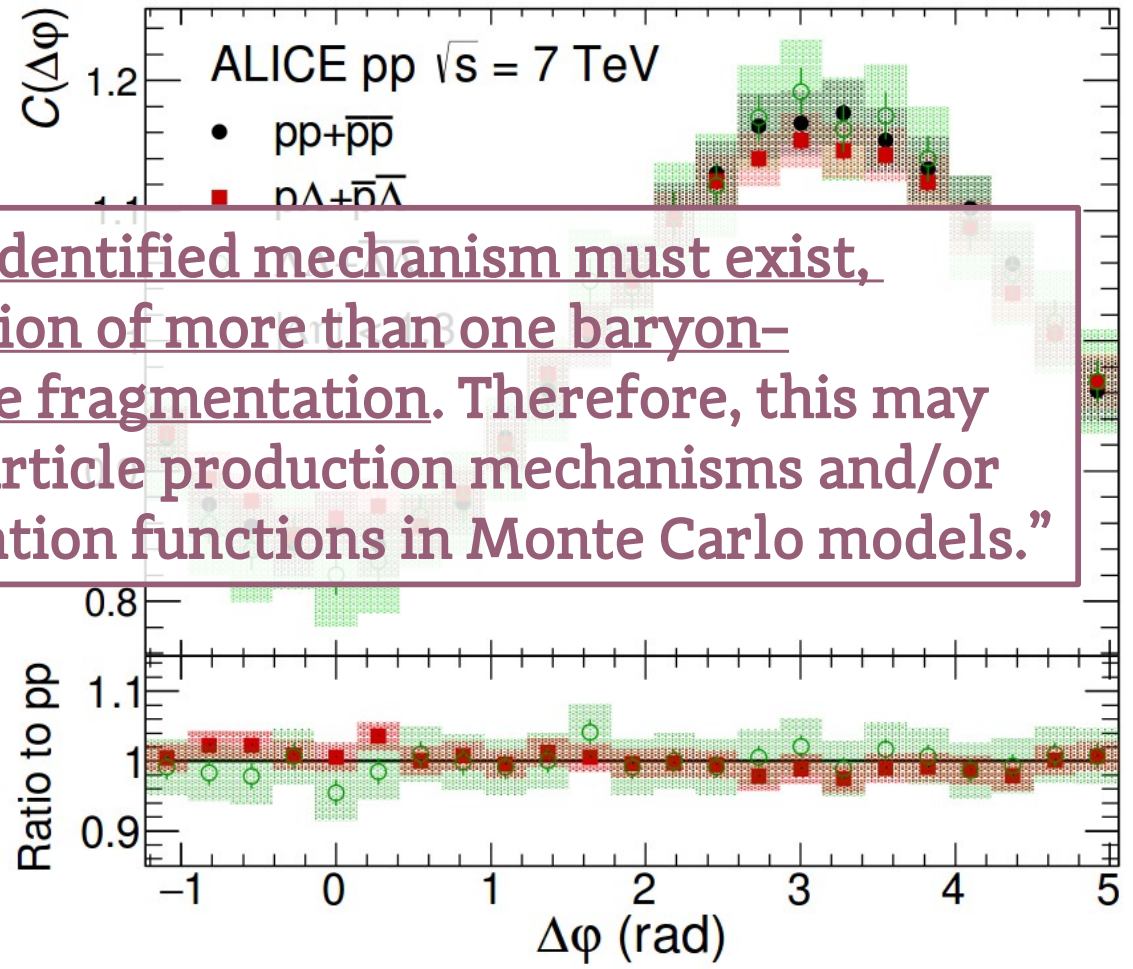 C(Δφ)
ALICE pp √s = 7 TeV
1.2
pp+p̅p̅
pΛ+p̅Λ̅
1.1
dentified mechanism must exist,
ion of more than one baryon–
e fragmentation. Therefore, this may
rticle production mechanisms and/or
ation functions in Monte Carlo models.”
0.8
Ratio to pp
1.1
1
0.9
−1 0 1 2 3 4 5
Δφ (rad)